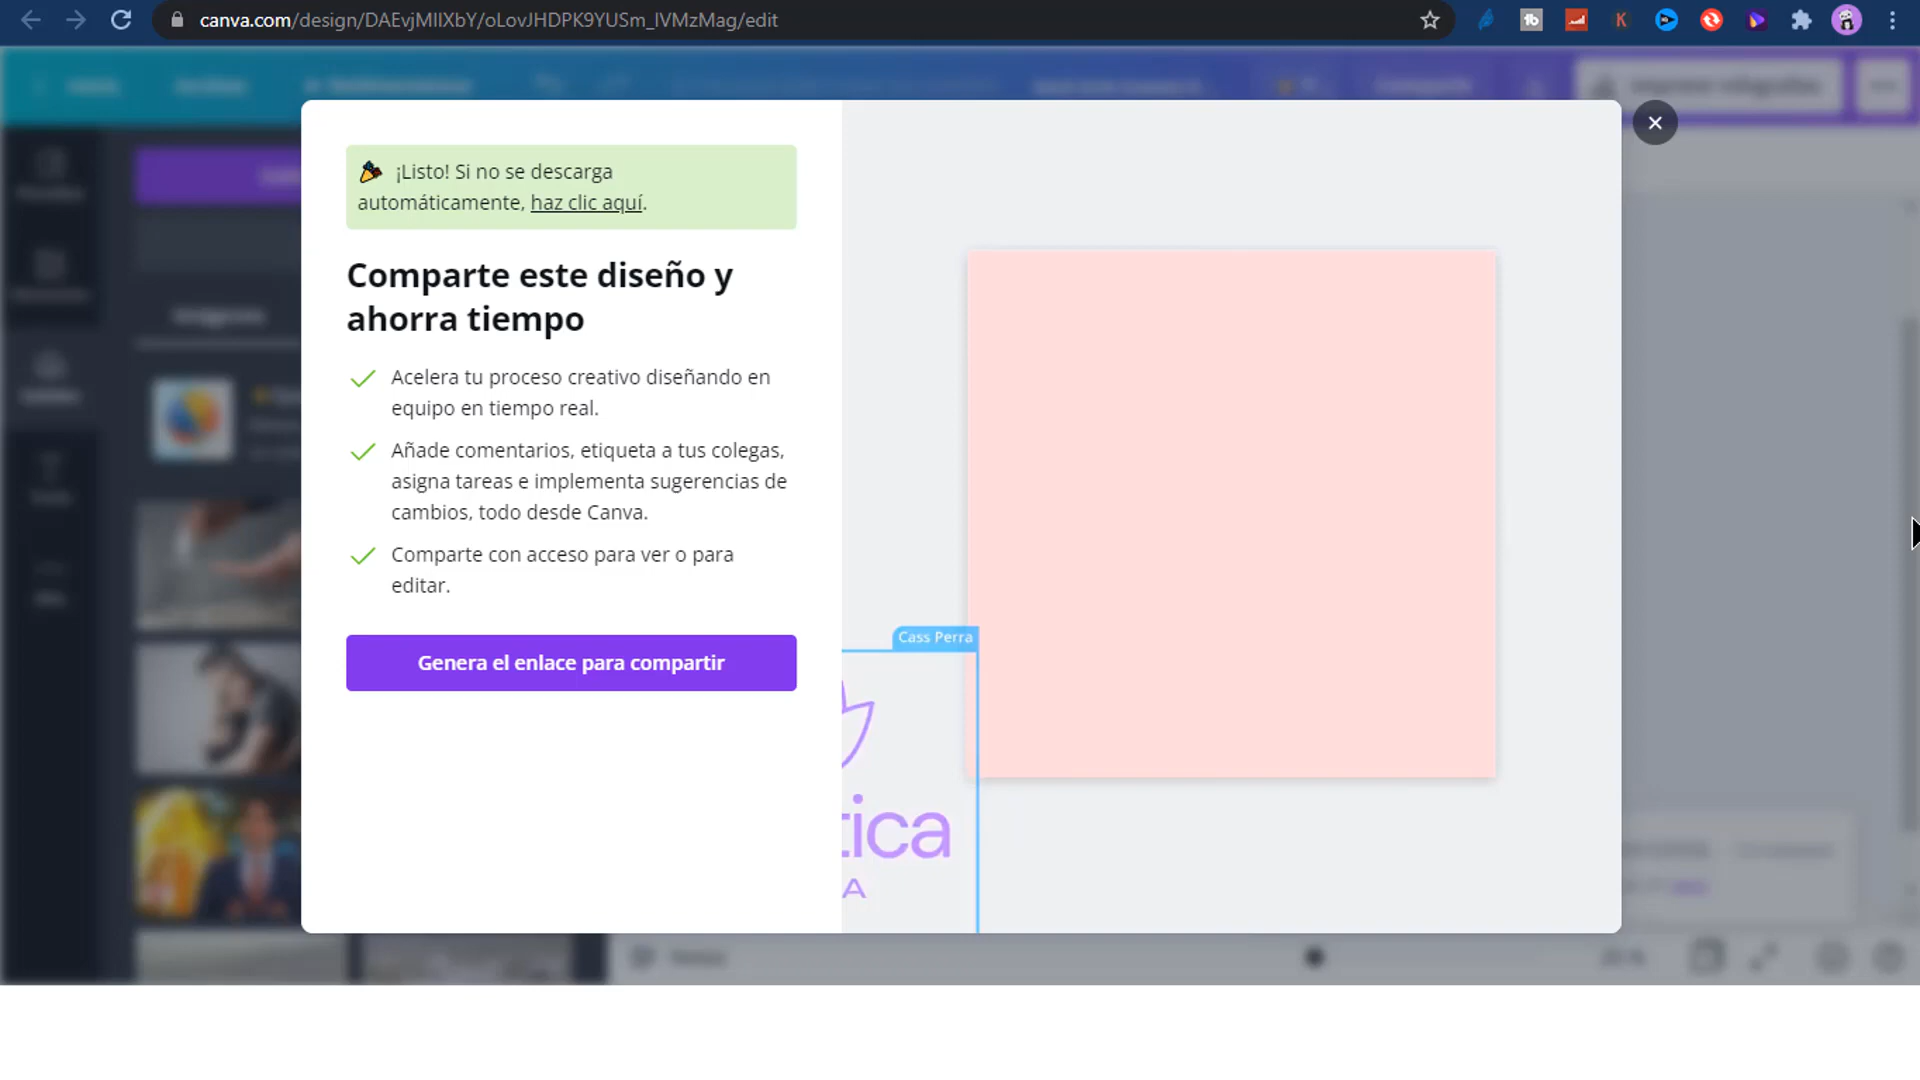 canva.com/design/DAEvjMIlXbY/oLovJHDPK9YUSm_lVMzMag/edit
¡Listo! Si no se descarga
automáticamente, haz clic aquí.
Comparte este diseño y
ahorra tiempo
Acelera tu proceso creativo diseñando en
equipo en tiempo real.
Añade comentarios, etiqueta a tus colegas,
asigna tareas e implementa sugerencias de
cambios, todo desde Canva.
Comparte con acceso para ver o para
editar.
Genera el enlace para compartir
Cass Perra
tica
A